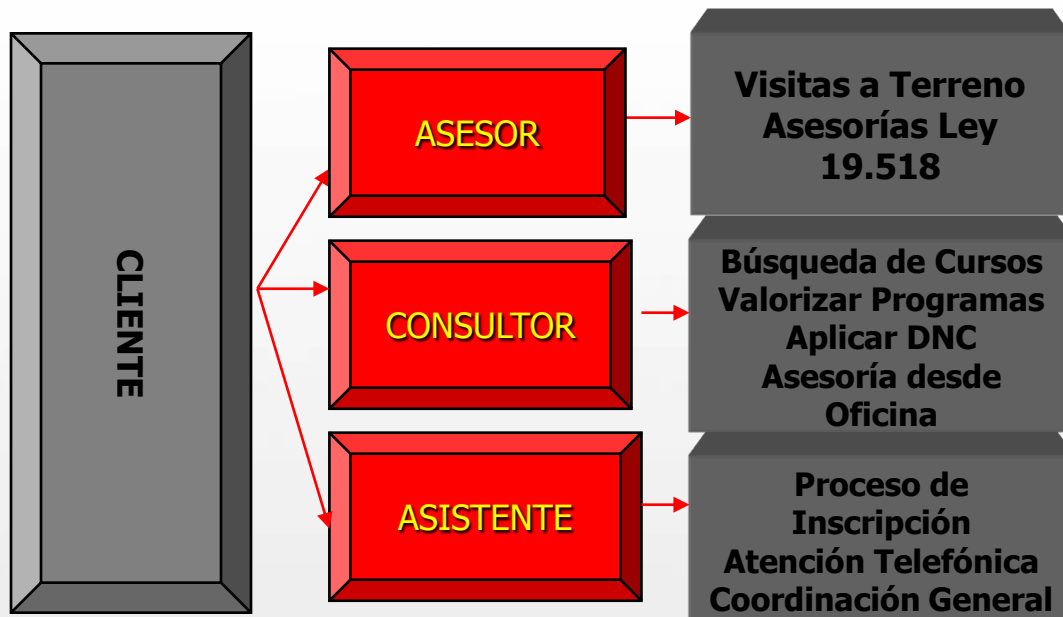 CLIENTE
ASESOR
Visitas a Terreno
Asesorías Ley
19.518
CONSULTOR
Búsqueda de Cursos
Valorizar Programas
Aplicar DNC
Asesoría desde
Oficina
ASISTENTE
Proceso de
Inscripción
Atención Telefónica
Coordinación General